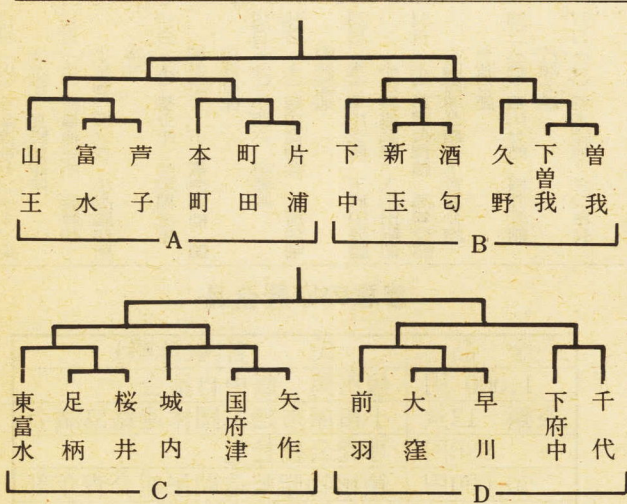 山王 富水 芦子 本町 町田 片浦 下中 新玉 酒匂 久野 下曽我 曽我
A B
東富水 足柄 桜井 城内 国府津 矢作 前羽 大窪 早川 下府中 千代
C D